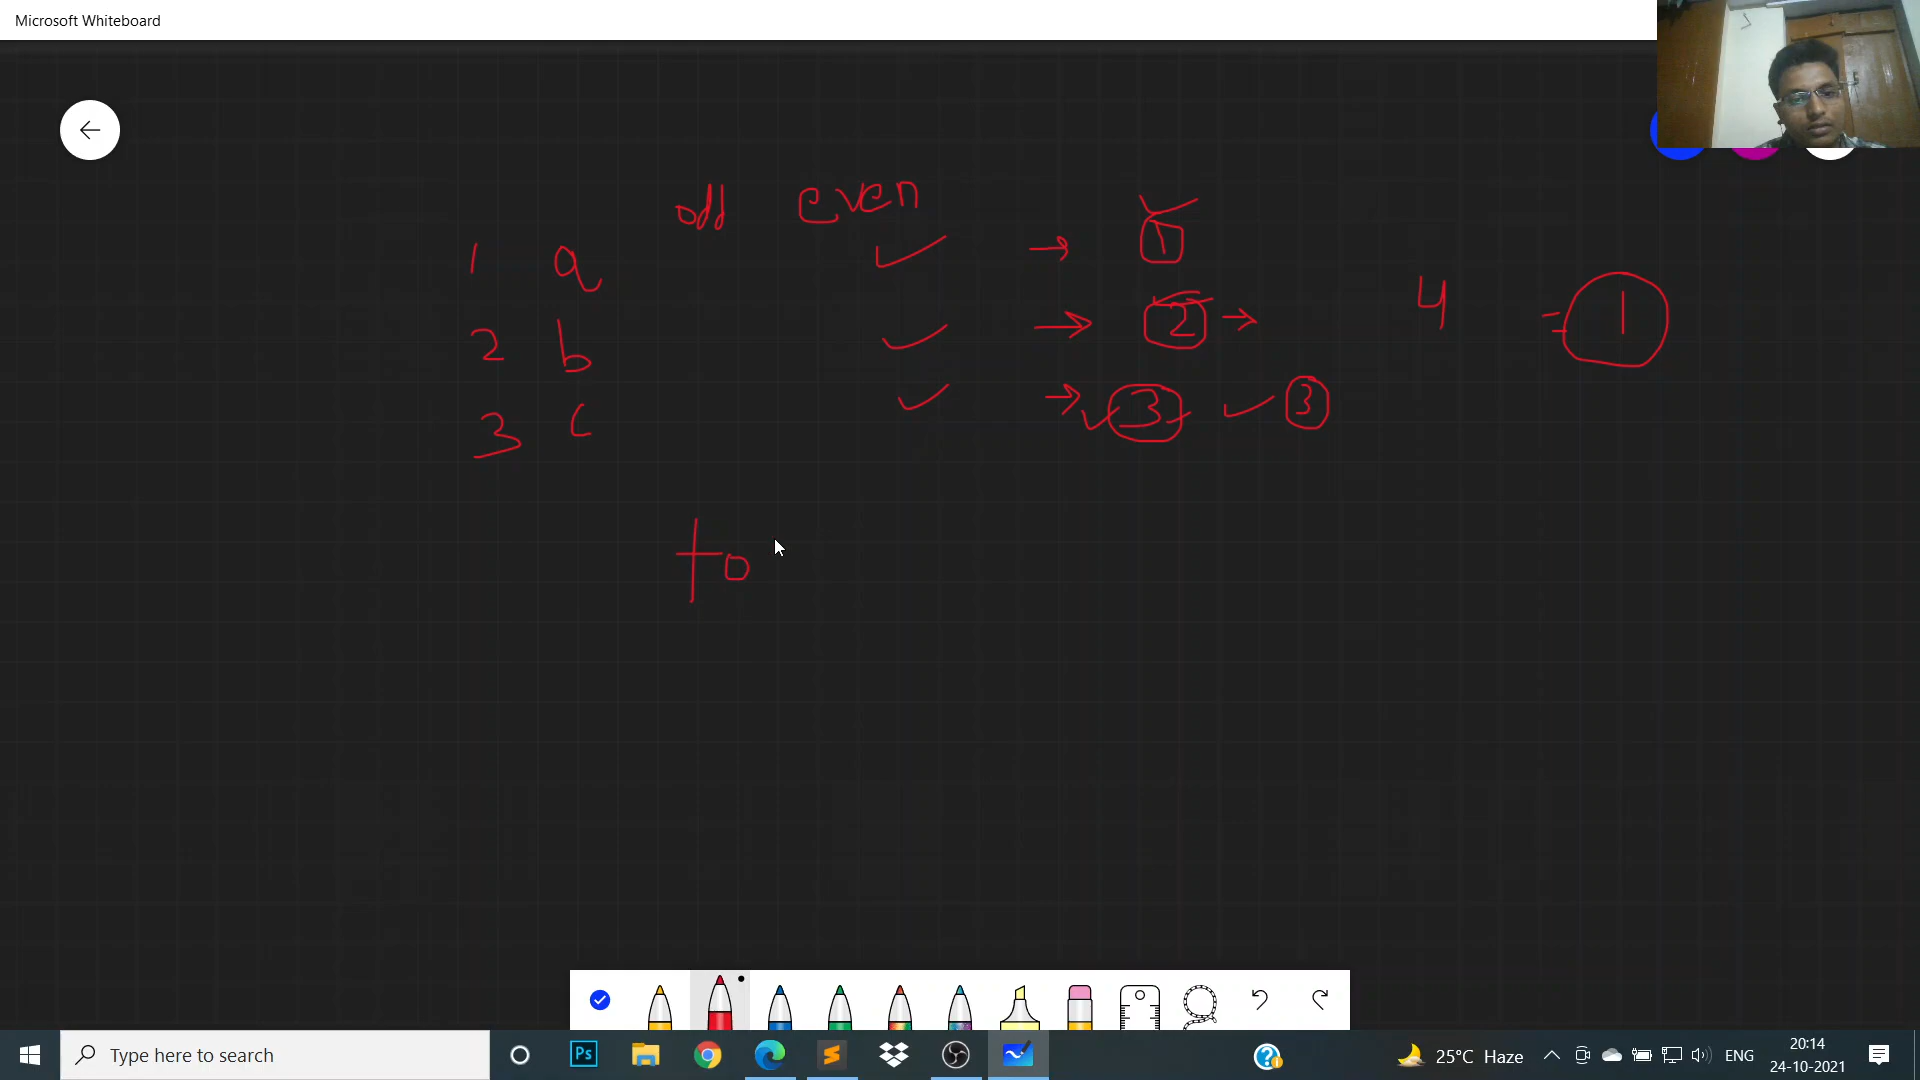 Microsoft Whiteboard
odd even
1 a ✓ → 1
2 b ✓ → 2 → 4 = 1
3 c ✓ → 3 ✓ 3
to
Type here to search
Ps
25°C Haze
ENG
20:14
24-10-2021